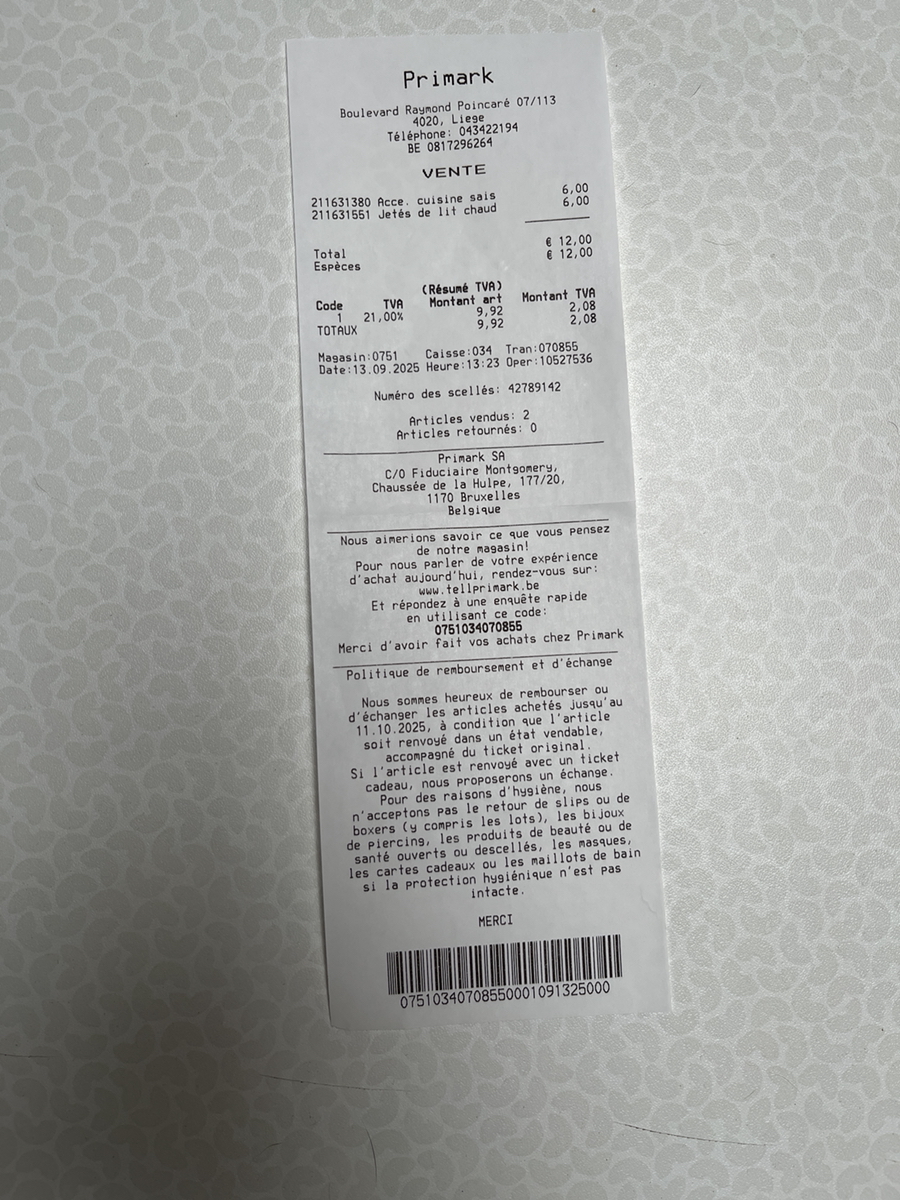 Primark
Boulevard Raymond Poincaré 07/113
4020, Liege
Téléphone: 043422194
BE 0817296264
VENTE
211631380 Acce. cuisine sais 6,00
211631551 Jetés de lit chaud 6,00
Total € 12,00
Espèces € 12,00
(Résumé TVA)
Code TVA Montant art Montant TVA
1 21,00% 9,92 2,08
TOTAUX 9,92 2,08
Magasin:0751 Caisse:034 Tran:070855
Date:13.09.2025 Heure:13:23 Oper:10527536
Numéro des scellés: 42789142
Articles vendus: 2
Articles retournés: 0
Primark SA
C/O Fiduciaire Montgomery,
Chaussée de la Hulpe, 177/20,
1170 Bruxelles
Belgique
Nous aimerions savoir ce que vous pensez
de notre magasin!
Pour nous parler de votre expérience
d'achat aujourd'hui, rendez-vous sur:
www.tellprimark.be
Et répondez à une enquête rapide
en utilisant ce code:
0751034070855
Merci d'avoir fait vos achats chez Primark
Politique de remboursement et d'échange
Nous sommes heureux de rembourser ou
d'échanger les articles achetés jusqu'au
11.10.2025, à condition que l'article
soit renvoyé dans un état vendable,
accompagné du ticket original.
Si l'article est renvoyé avec un ticket
cadeau, nous proposerons un échange.
Pour des raisons d'hygiène, nous
n'acceptons pas le retour de slips ou de
boxers (y compris les lots), les bijoux
de piercing, les produits de beauté ou de
santé ouverts ou descellés, les masques,
les cartes cadeaux ou les maillots de bain
si la protection hygiénique n'est pas
intacte.
MERCI
07510340708550001091325000